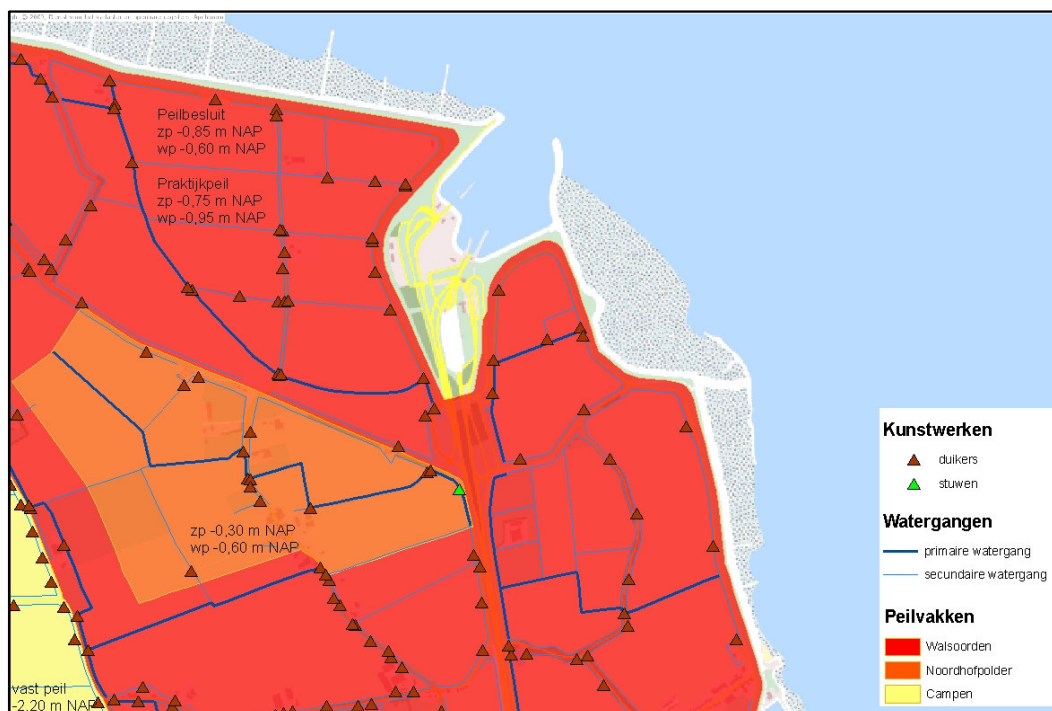 Peilbesluit
zp -0,85 m NAP
wp -0,60 m NAP
Praktijkpeil
zp -0,75 m NAP
wp -0,95 m NAP
zp -0,30 m NAP
wp -0,60 m NAP
vast peil
-2,20 m NAP
Kunstwerken
duikers
stuwen
Watergangen
primaire watergang
secundaire watergang
Peilvakken
Walsoorden
Noordhofpolder
Campen